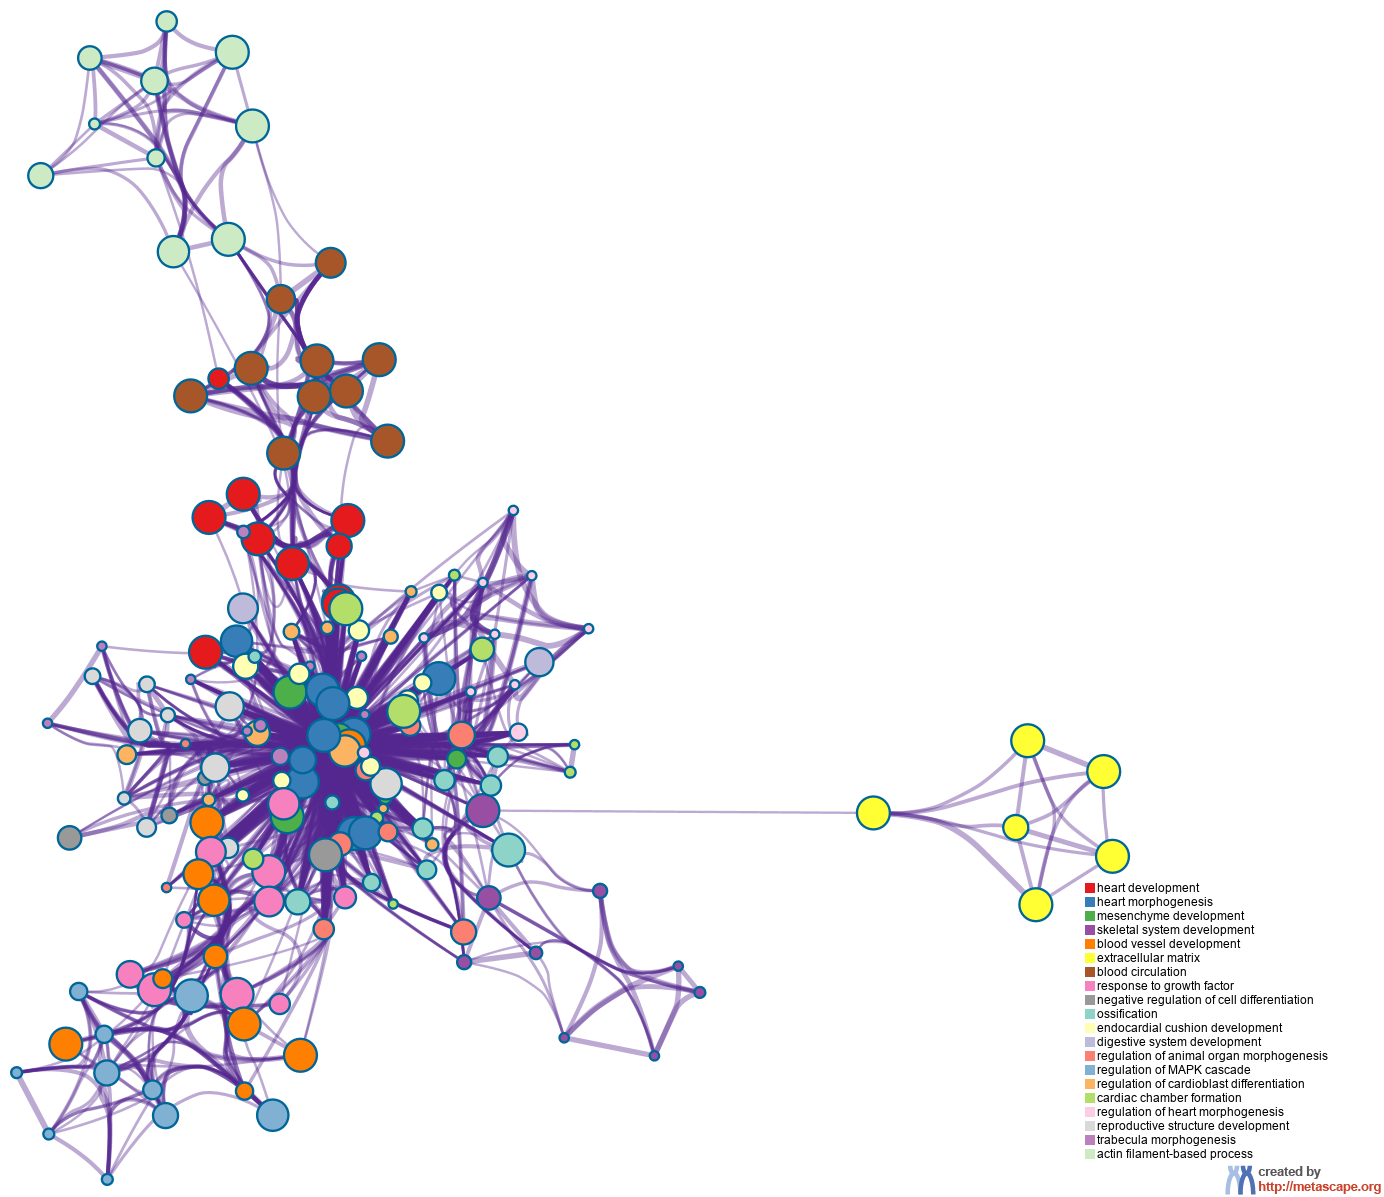 heart development
heart morphogenesis
mesenchyme development
skeletal system development
blood vessel development
extracellular matrix
blood circulation
response to growth factor
negative regulation of cell differentiation
ossification
endocardial cushion development
digestive system development
regulation of animal organ morphogenesis
regulation of MAPK cascade
regulation of cardioblast differentiation
cardiac chamber formation
regulation of heart morphogenesis
reproductive structure development
trabecula morphogenesis
actin filament-based process
created by
http://metascape.org